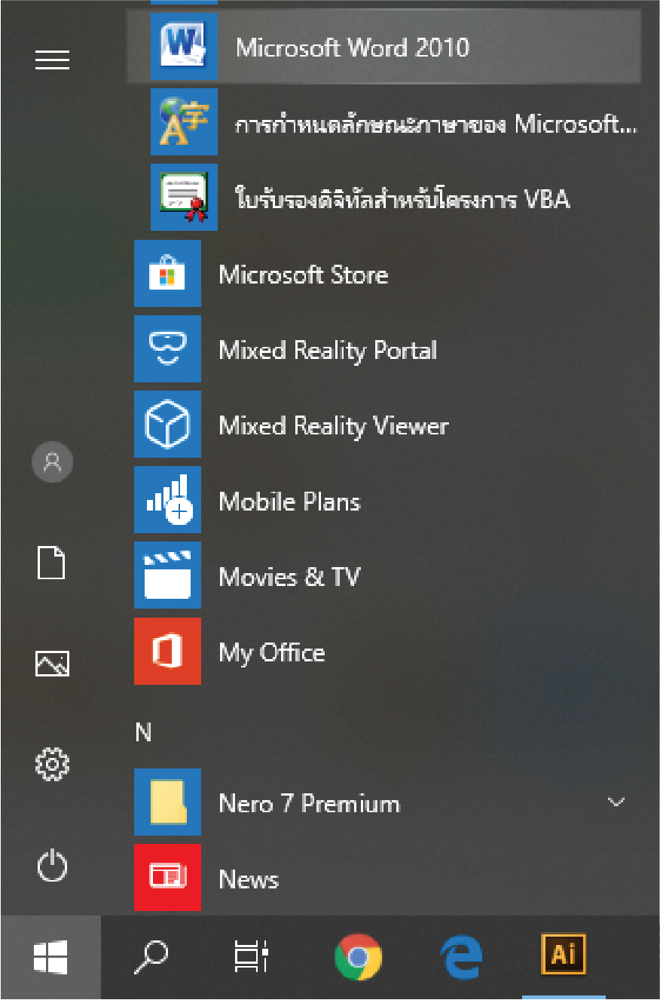 Microsoft Word 2010
การกำหนดลักษณะภาษาของ Microsoft...
ใบรับรองดิจิทัลสำหรับโครงการ VBA
Microsoft Store
Mixed Reality Portal
Mixed Reality Viewer
Mobile Plans
Movies & TV
My Office
N
Nero 7 Premium
News
Ai